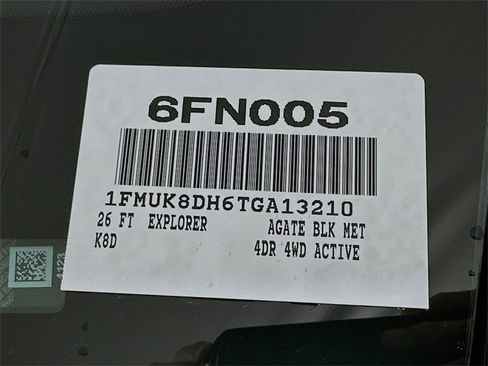 6FN005
1FMUK8DH6TGA13210
26 FT EXPLORER AGATE BLK MET
K8D 4DR 4WD ACTIVE